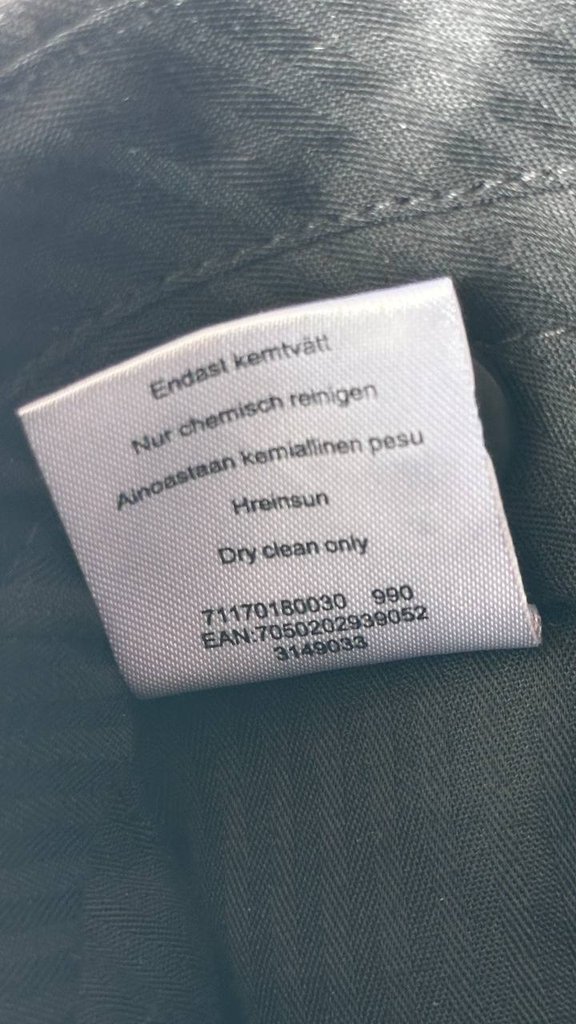 Endast kemtvätt
Nur chemisch reinigen
Ainoastaan kemiallinen pesu
Hreinsun
Dry clean only
71170180030 990
EAN:7050202939052
3149033